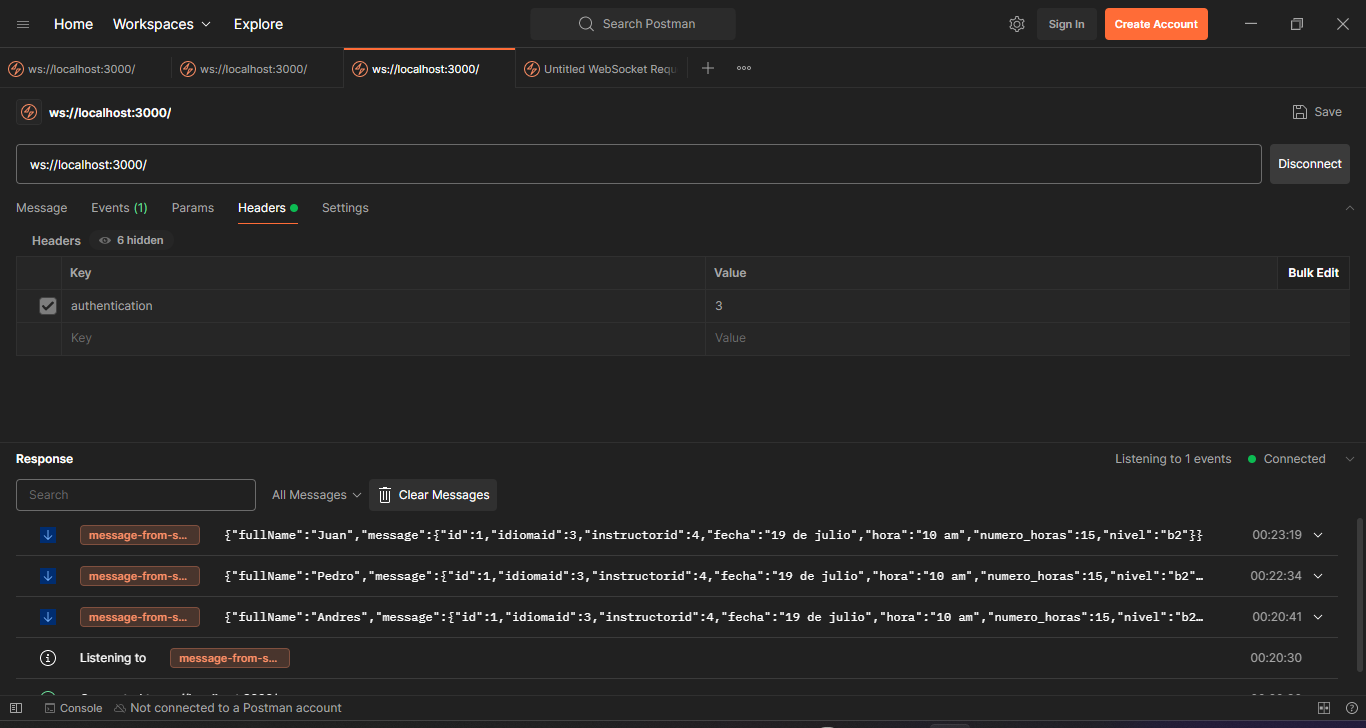 Home Workspaces Explore Search Postman Sign In Create Account
ws://localhost:3000/ ws://localhost:3000/ ws://localhost:3000/ Untitled WebSocket Requ
ws://localhost:3000/ Save
ws://localhost:3000/ Disconnect
Message Events (1) Params Headers Settings
Headers 6 hidden
Key Value Bulk Edit
authentication 3
Key Value
Response Listening to 1 events Connected
Search All Messages Clear Messages
message-from-s... {"fullName":"Juan","message":{"id":1,"idiomaid":3,"instructorid":4,"fecha":"19 de julio","hora":"10 am","numero_horas":15,"nivel":"b2"}} 00:23:19
message-from-s... {"fullName":"Pedro","message":{"id":1,"idiomaid":3,"instructorid":4,"fecha":"19 de julio","hora":"10 am","numero_horas":15,"nivel":"b2"… 00:22:34
message-from-s... {"fullName":"Andres","message":{"id":1,"idiomaid":3,"instructorid":4,"fecha":"19 de julio","hora":"10 am","numero_horas":15,"nivel":"b2… 00:20:41
Listening to message-from-s... 00:20:30
Console Not connected to a Postman account